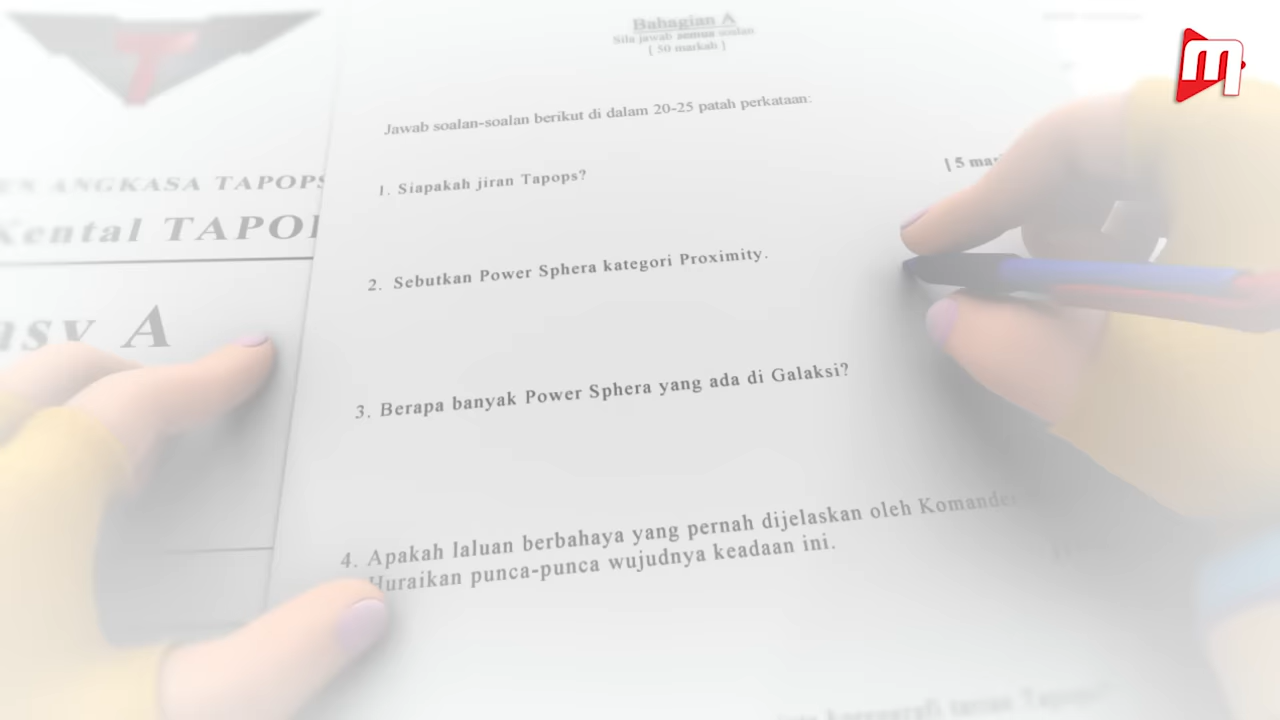 Bahagian A
Sila jawab semua soalan
[ 50 markah ]
Jawab soalan-soalan berikut di dalam 20-25 patah perkataan:
1. Siapakah jiran Tapops?
[ 5 mar
2. Sebutkan Power Sphera kategori Proximity.
3. Berapa banyak Power Sphera yang ada di Galaksi?
4. Apakah laluan berbahaya yang pernah dijelaskan oleh Komander
Huraikan punca-punca wujudnya keadaan ini.
T
ANGKASA TAPOPS
Kental TAPO
A
m